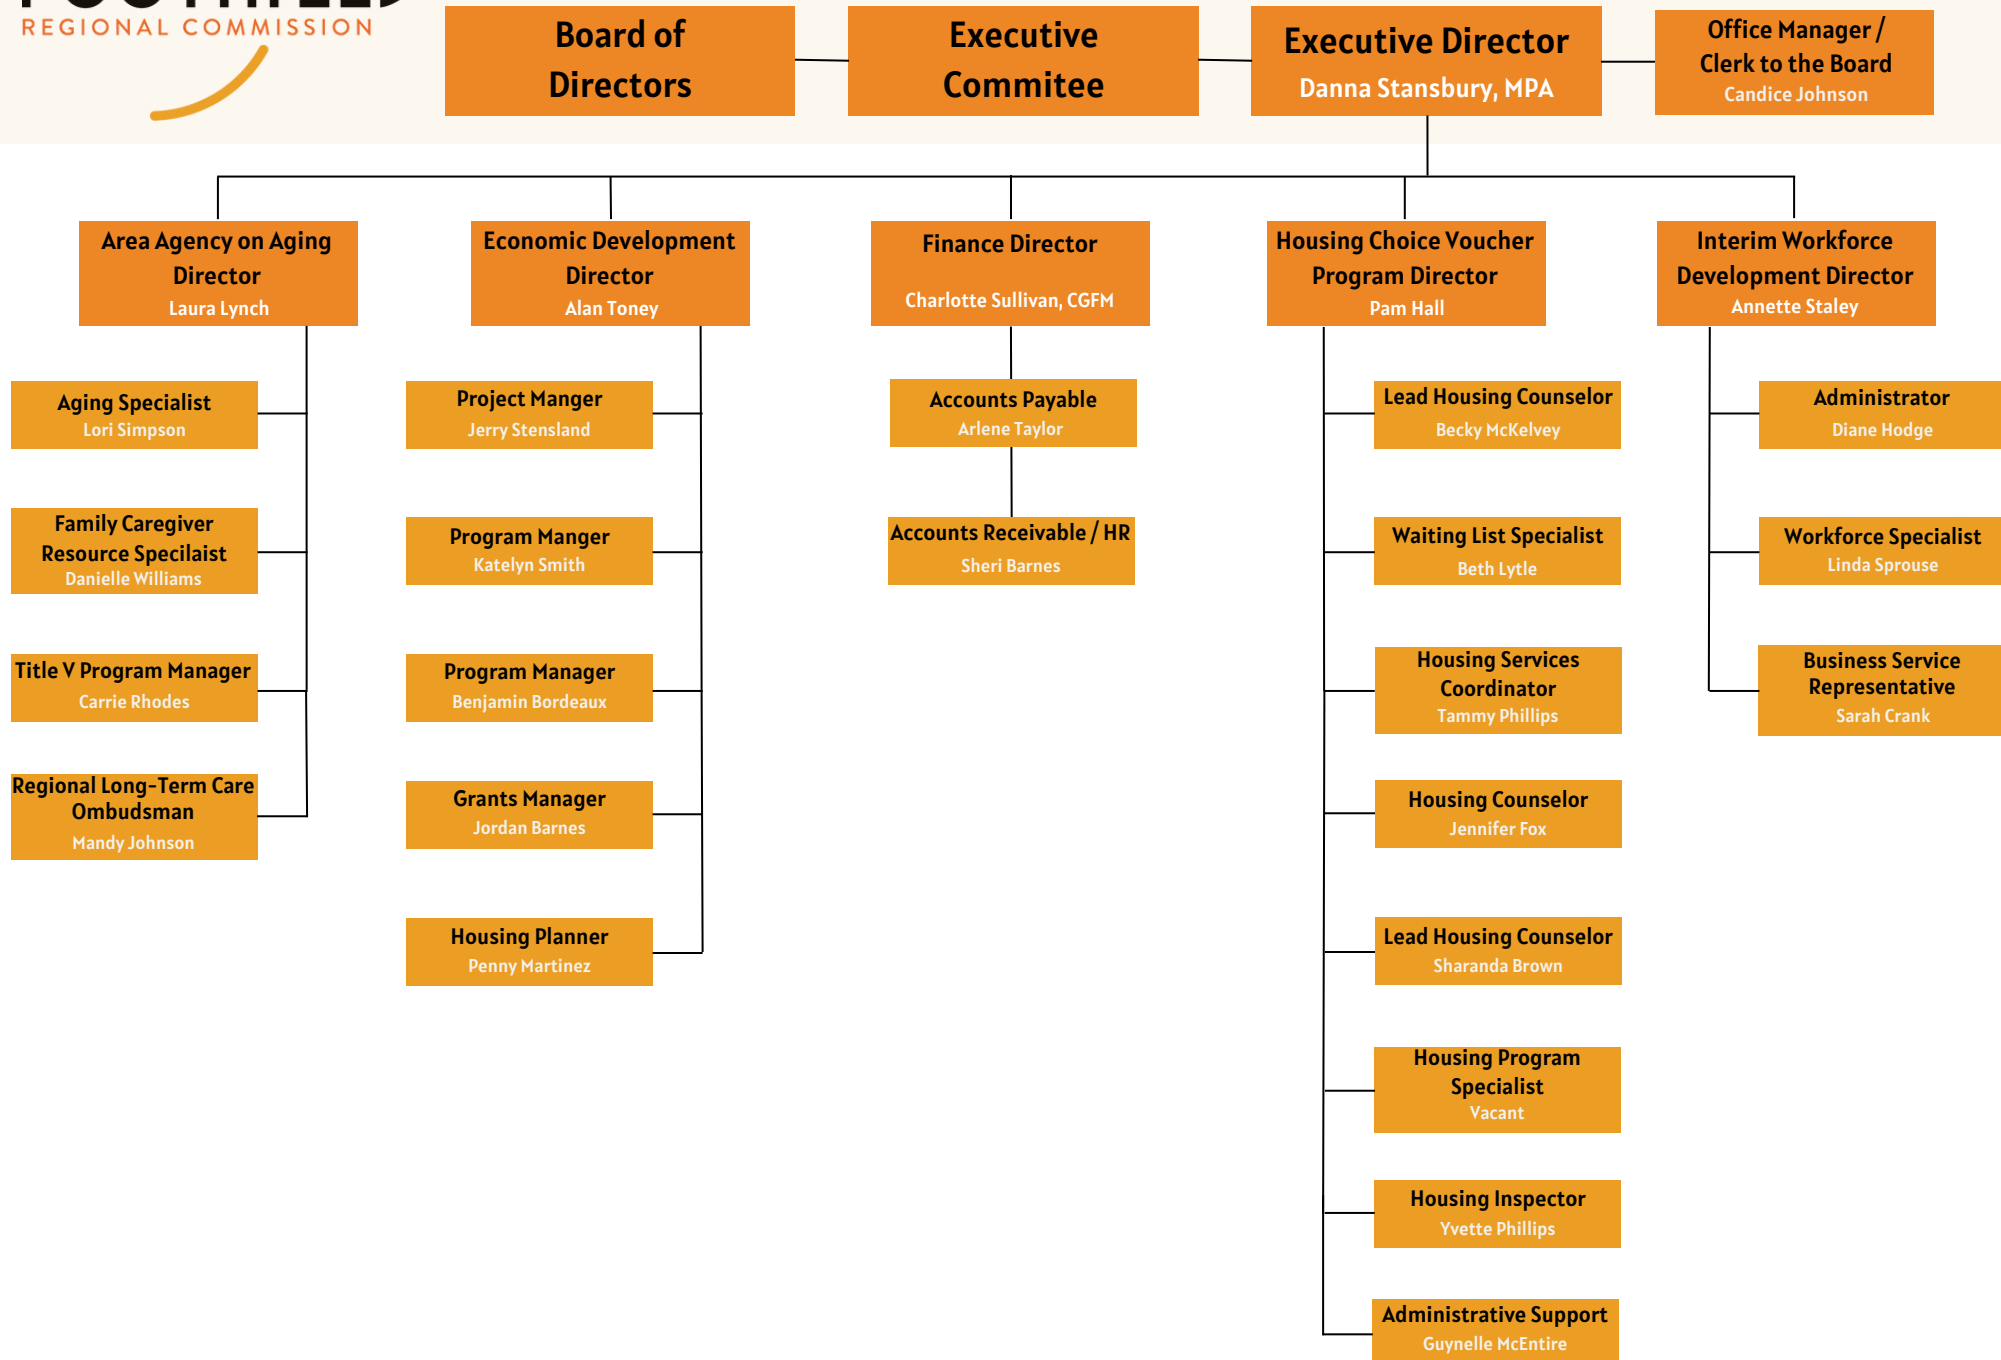 REGIONAL COMMISSION
Board of
Directors
Executive
Commitee
Executive Director
Danna Stansbury, MPA
Office Manager /
Clerk to the Board
Candice Johnson
Area Agency on Aging
Director
Laura Lynch
Economic Development
Director
Alan Toney
Finance Director
Charlotte Sullivan, CGFM
Housing Choice Voucher
Program Director
Pam Hall
Interim Workforce
Development Director
Annette Staley
Aging Specialist
Lori Simpson
Family Caregiver
Resource Specilaist
Danielle Williams
Title V Program Manager
Carrie Rhodes
Regional Long-Term Care
Ombudsman
Mandy Johnson
Project Manger
Jerry Stensland
Program Manger
Katelyn Smith
Program Manager
Benjamin Bordeaux
Grants Manager
Jordan Barnes
Housing Planner
Penny Martinez
Accounts Payable
Arlene Taylor
Accounts Receivable / HR
Sheri Barnes
Lead Housing Counselor
Becky McKelvey
Waiting List Specialist
Beth Lytle
Housing Services
Coordinator
Tammy Phillips
Housing Counselor
Jennifer Fox
Lead Housing Counselor
Sharanda Brown
Housing Program
Specialist
Vacant
Housing Inspector
Yvette Phillips
Administrative Support
Guynelle McEntire
Administrator
Diane Hodge
Workforce Specialist
Linda Sprouse
Business Service
Representative
Sarah Crank